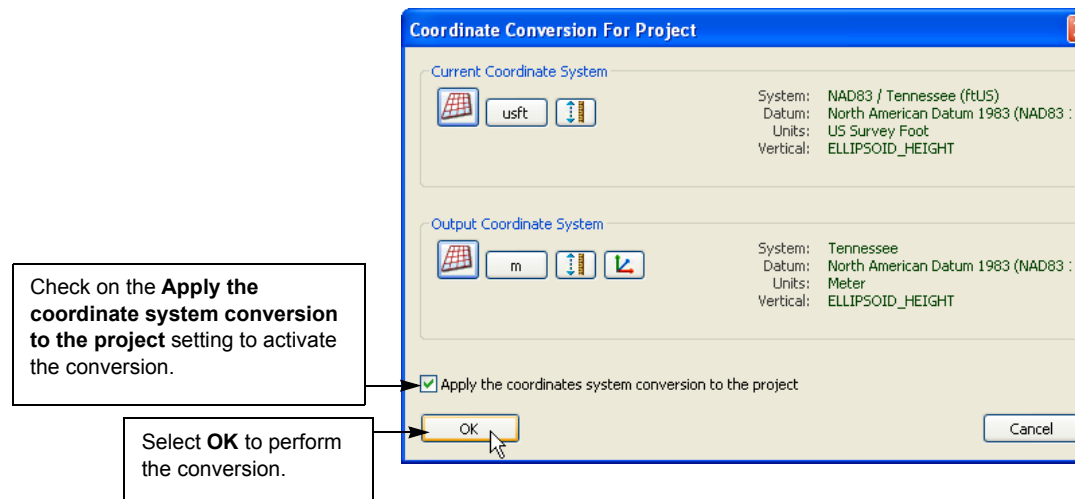 Coordinate Conversion For Project
Current Coordinate System
usft
System: NAD83 / Tennessee (ftUS)
Datum: North American Datum 1983 (NAD83 :
Units: US Survey Foot
Vertical: ELLIPSOID_HEIGHT
Output Coordinate System
m
System: Tennessee
Datum: North American Datum 1983 (NAD83 :
Units: Meter
Vertical: ELLIPSOID_HEIGHT
Check on the Apply the
coordinate system conversion
to the project setting to activate
the conversion.
Apply the coordinates system conversion to the project
Select OK to perform
the conversion.
OK
Cancel